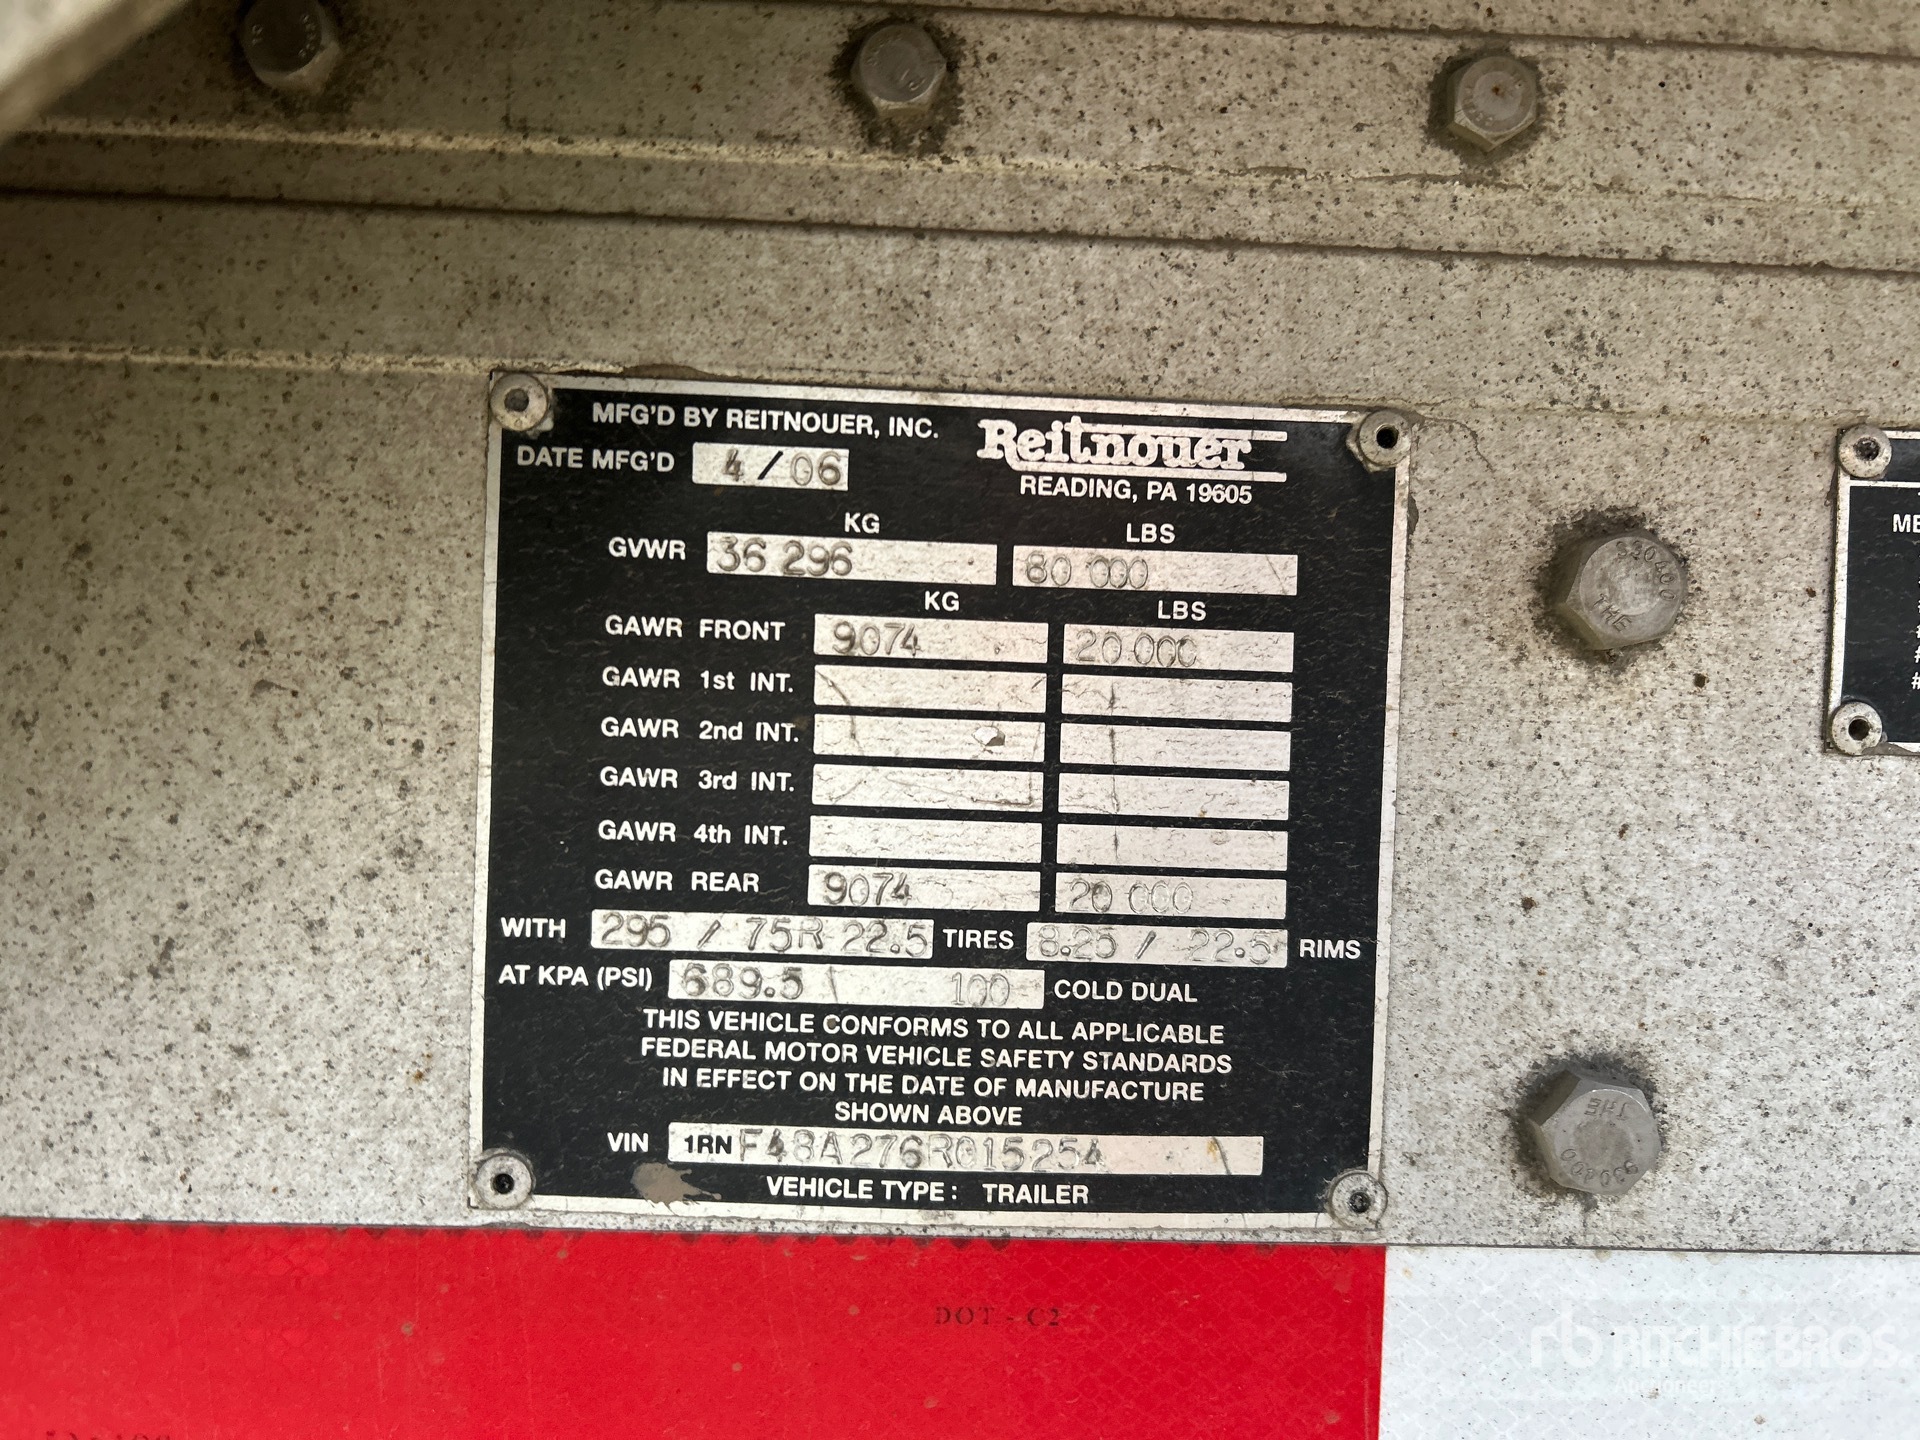 MFG'D BY REITNOUER, INC.
Reitnouer
DATE MFG'D 4/06
READING, PA 19605
KG LBS
GVWR 36 296 80 000
KG LBS
GAWR FRONT 9074 20 000
GAWR 1st INT.
GAWR 2nd INT.
GAWR 3rd INT.
GAWR 4th INT.
GAWR REAR 9074 20 000
WITH 295 / 75R 22.5 TIRES 8.25 / 22.5 RIMS
AT KPA (PSI) 689.5 100 COLD DUAL
THIS VEHICLE CONFORMS TO ALL APPLICABLE
FEDERAL MOTOR VEHICLE SAFETY STANDARDS
IN EFFECT ON THE DATE OF MANUFACTURE
SHOWN ABOVE
VIN 1RNF48A276R015254
VEHICLE TYPE: TRAILER
DOT - C2
rb RITCHIE BROS.
Auctioneers